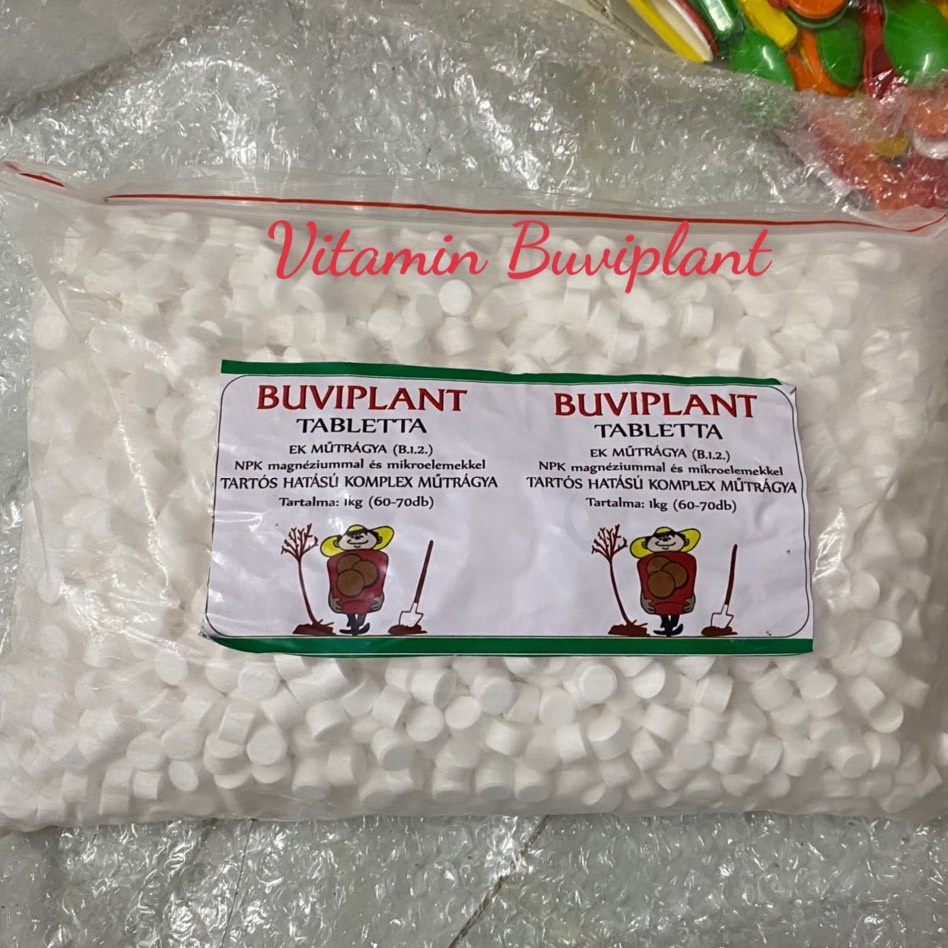 Vitamin Buviplant
BUVIPLANT
TABLETTA
EK MŰTRÁGYA (B.1.2.)
NPK magnéziummal és mikroelemekkel
TARTÓS HATÁSÚ KOMPLEX MŰTRÁGYA
Tartalma: 1kg (60-70db)
BUVIPLANT
TABLETTA
EK MŰTRÁGYA (B.1.2.)
NPK magnéziummal és mikroelemekkel
TARTÓS HATÁSÚ KOMPLEX MŰTRÁGYA
Tartalma: 1kg (60-70db)